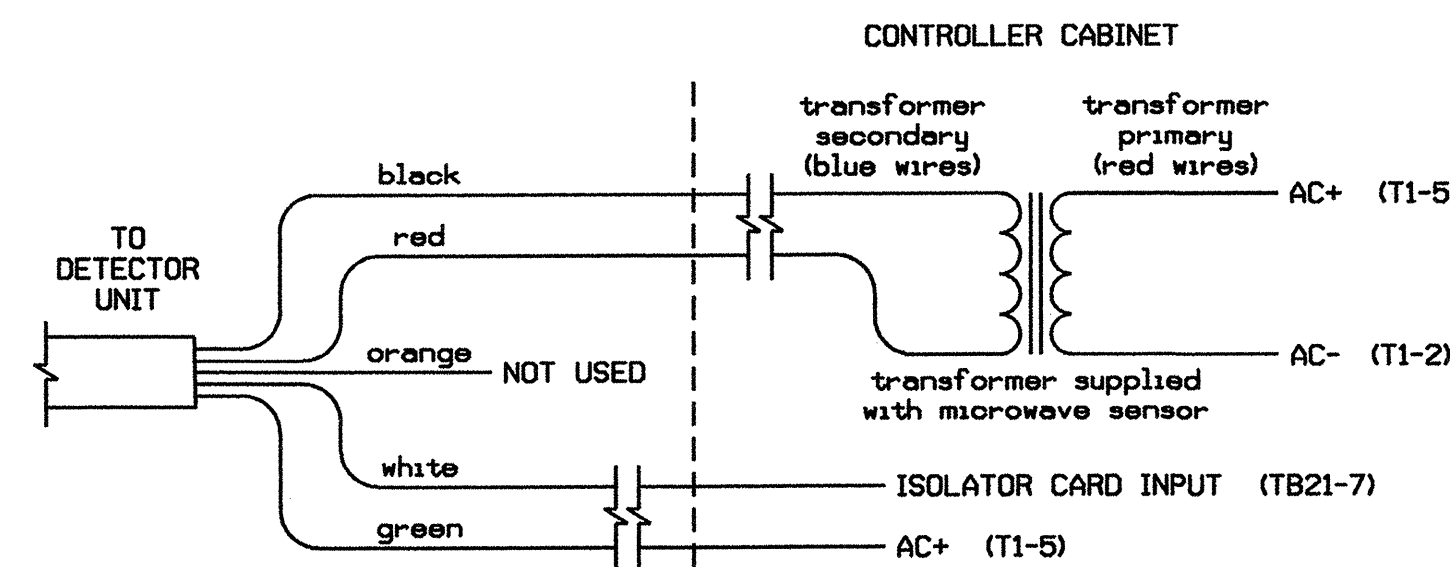 CONTROLLER CABINET
transformer
secondary
(blue wires)
transformer
primary
(red wires)
black
AC+ (T1-5
red
TO
DETECTOR
UNIT
orange
NOT USED
AC- (T1-2)
transformer supplied
with microwave sensor
white
ISOLATOR CARD INPUT (TB21-7)
green
AC+ (T1-5)